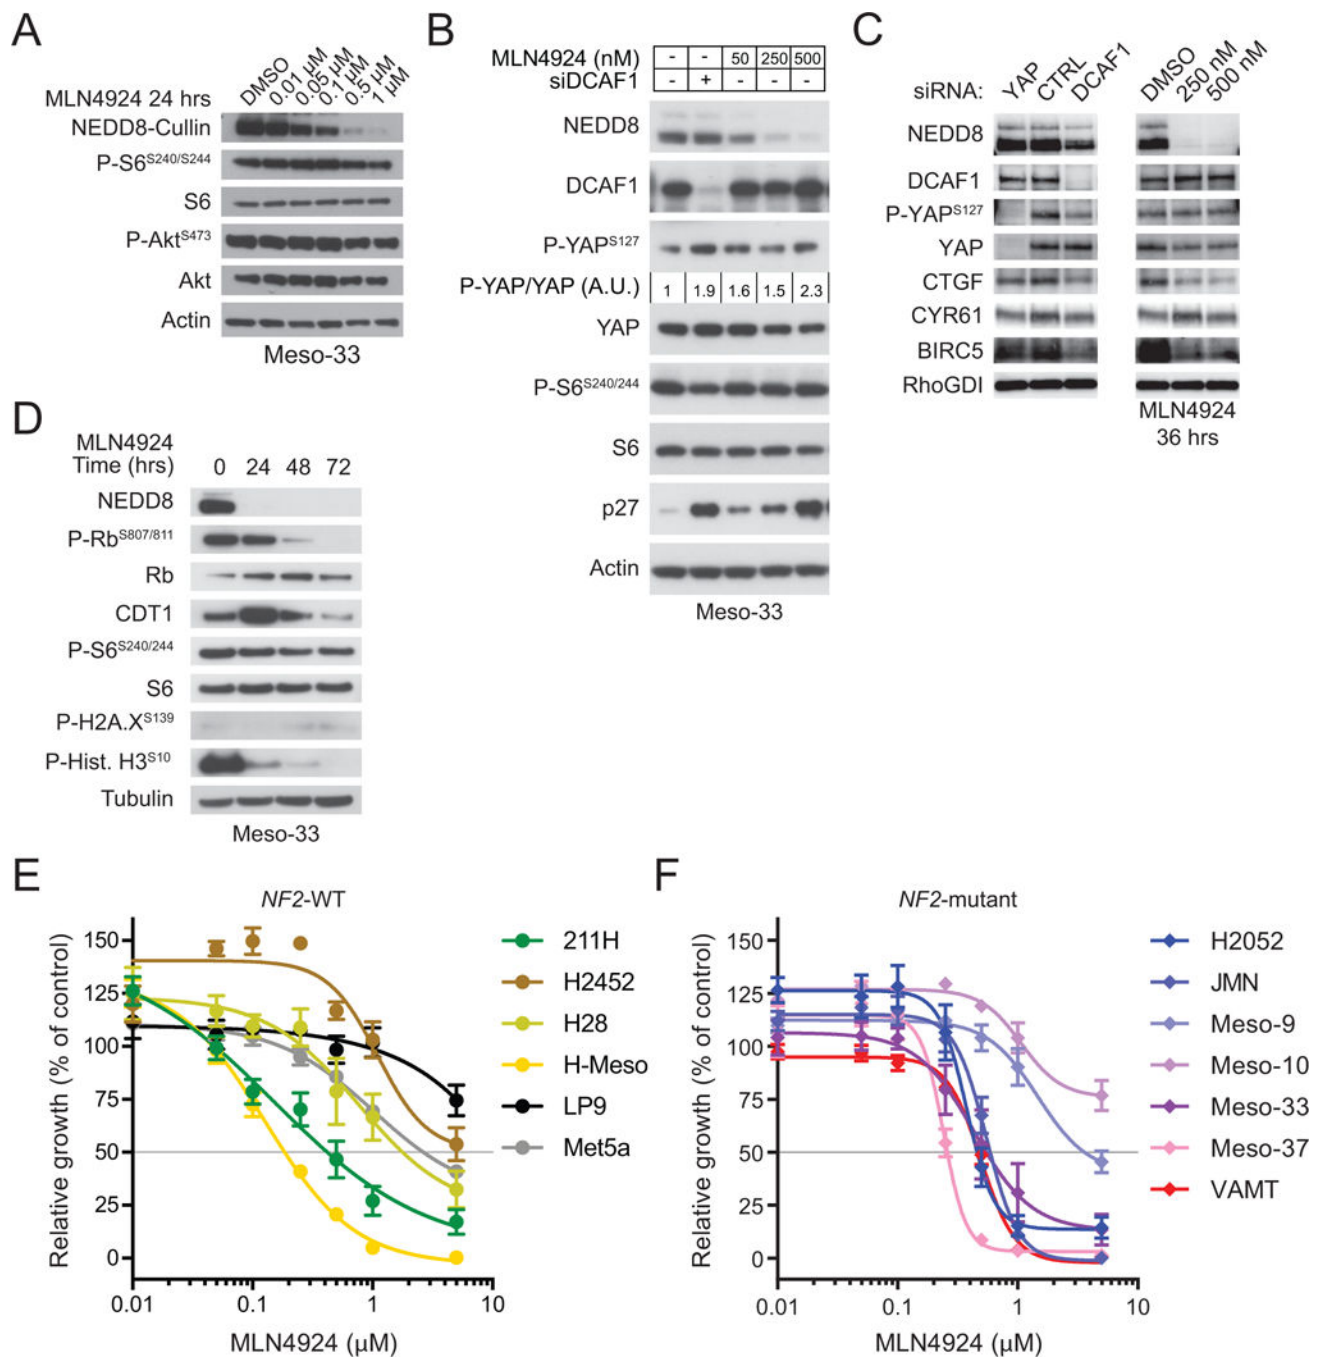 A
MLN4924 24 hrs
DMSO
0.01 µM
0.05 µM
0.1 µM
0.5 µM
1 µM
NEDD8-Cullin
P-S6S240/S244
S6
P-AktS473
Akt
Actin
Meso-33
B
MLN4924 (nM) - - 50 250 500
siDCAF1 - + - - -
NEDD8
DCAF1
P-YAPS127
P-YAP/YAP (A.U.) 1 1.9 1.6 1.5 2.3
YAP
P-S6S240/244
S6
p27
Actin
Meso-33
C
siRNA: YAP CTRL DCAF1 DMSO 250 nM 500 nM
NEDD8
DCAF1
P-YAPS127
YAP
CTGF
CYR61
BIRC5
RhoGDI
MLN4924
36 hrs
D
MLN4924
Time (hrs) 0 24 48 72
NEDD8
P-RbS807/811
Rb
CDT1
P-S6S240/244
S6
P-H2A.XS139
P-Hist. H3S10
Tubulin
Meso-33
E
NF2-WT
Relative growth (% of control)
150
125
100
75
50
25
0
0.01 0.1 1 10
MLN4924 (µM)
211H
H2452
H28
H-Meso
LP9
Met5a
F
NF2-mutant
Relative growth (% of control)
150
125
100
75
50
25
0
0.01 0.1 1 10
MLN4924 (µM)
H2052
JMN
Meso-9
Meso-10
Meso-33
Meso-37
VAMT